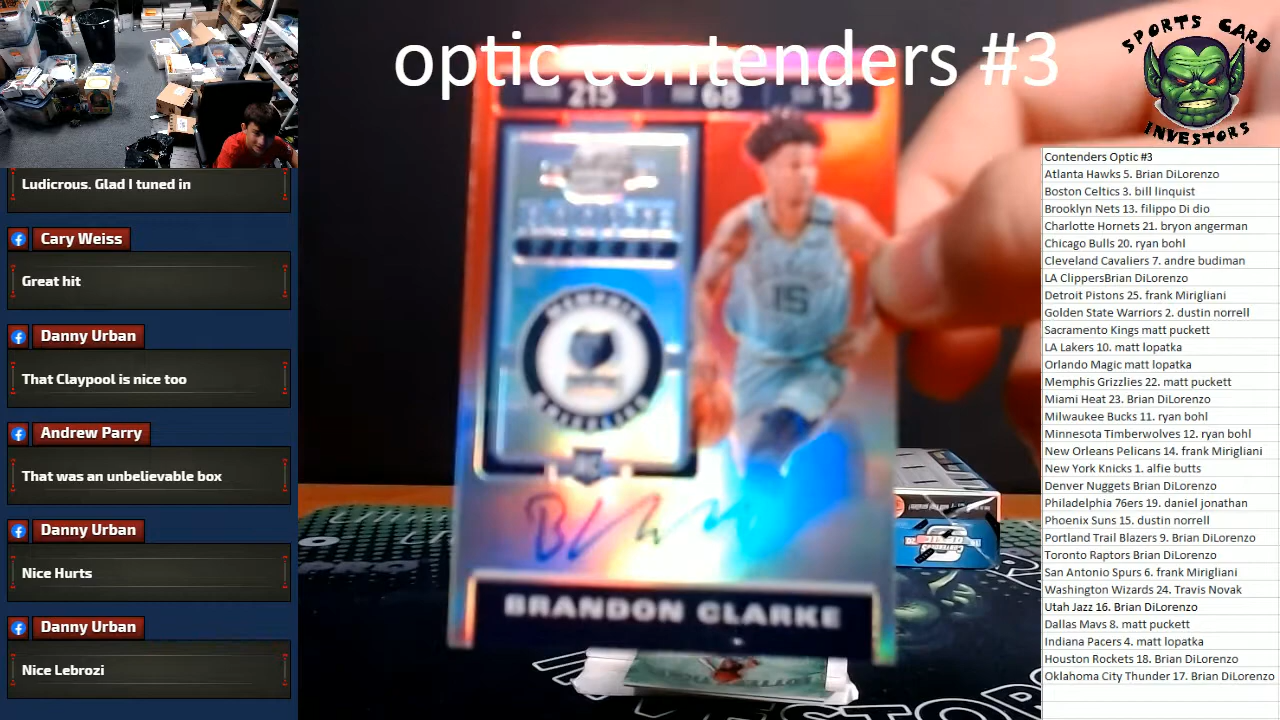 optic contenders #3
SPORTS CARD
INVESTORS
Ludicrous. Glad I tuned in
Cary Weiss
Great hit
Danny Urban
That Claypool is nice too
Andrew Parry
That was an unbelievable box
Danny Urban
Nice Hurts
Danny Urban
Nice Lebrozi
215 68 15
MEMPHIS
GRIZZLIES
15
RC
BRANDON CLARKE
Contenders Optic #3
Atlanta Hawks 5. Brian DiLorenzo
Boston Celtics 3. bill linquist
Brooklyn Nets 13. filippo Di dio
Charlotte Hornets 21. bryon angerman
Chicago Bulls 20. ryan bohl
Cleveland Cavaliers 7. andre budiman
LA ClippersBrian DiLorenzo
Detroit Pistons 25. frank Mirigliani
Golden State Warriors 2. dustin norrell
Sacramento Kings matt puckett
LA Lakers 10. matt lopatka
Orlando Magic matt lopatka
Memphis Grizzlies 22. matt puckett
Miami Heat 23. Brian DiLorenzo
Milwaukee Bucks 11. ryan bohl
Minnesota Timberwolves 12. ryan bohl
New Orleans Pelicans 14. frank Mirigliani
New York Knicks 1. alfie butts
Denver Nuggets Brian DiLorenzo
Philadelphia 76ers 19. daniel jonathan
Phoenix Suns 15. dustin norrell
Portland Trail Blazers 9. Brian DiLorenzo
Toronto Raptors Brian DiLorenzo
San Antonio Spurs 6. frank Mirigliani
Washington Wizards 24. Travis Novak
Utah Jazz 16. Brian DiLorenzo
Dallas Mavs 8. matt puckett
Indiana Pacers 4. matt lopatka
Houston Rockets 18. Brian DiLorenzo
Oklahoma City Thunder 17. Brian DiLorenzo